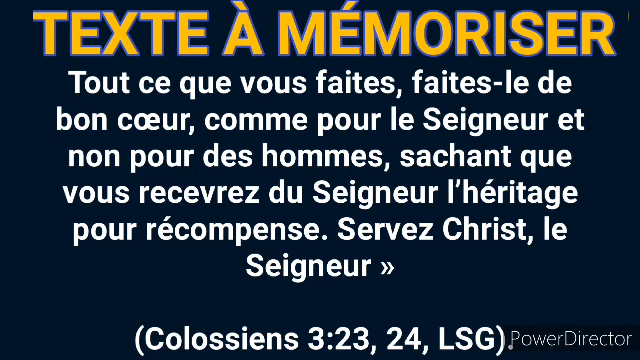 TEXTE À MÉMORISER
Tout ce que vous faites, faites-le de
bon cœur, comme pour le Seigneur et
non pour des hommes, sachant que
vous recevrez du Seigneur l’héritage
pour récompense. Servez Christ, le
Seigneur »
(Colossiens 3:23, 24, LSG).
PowerDirector